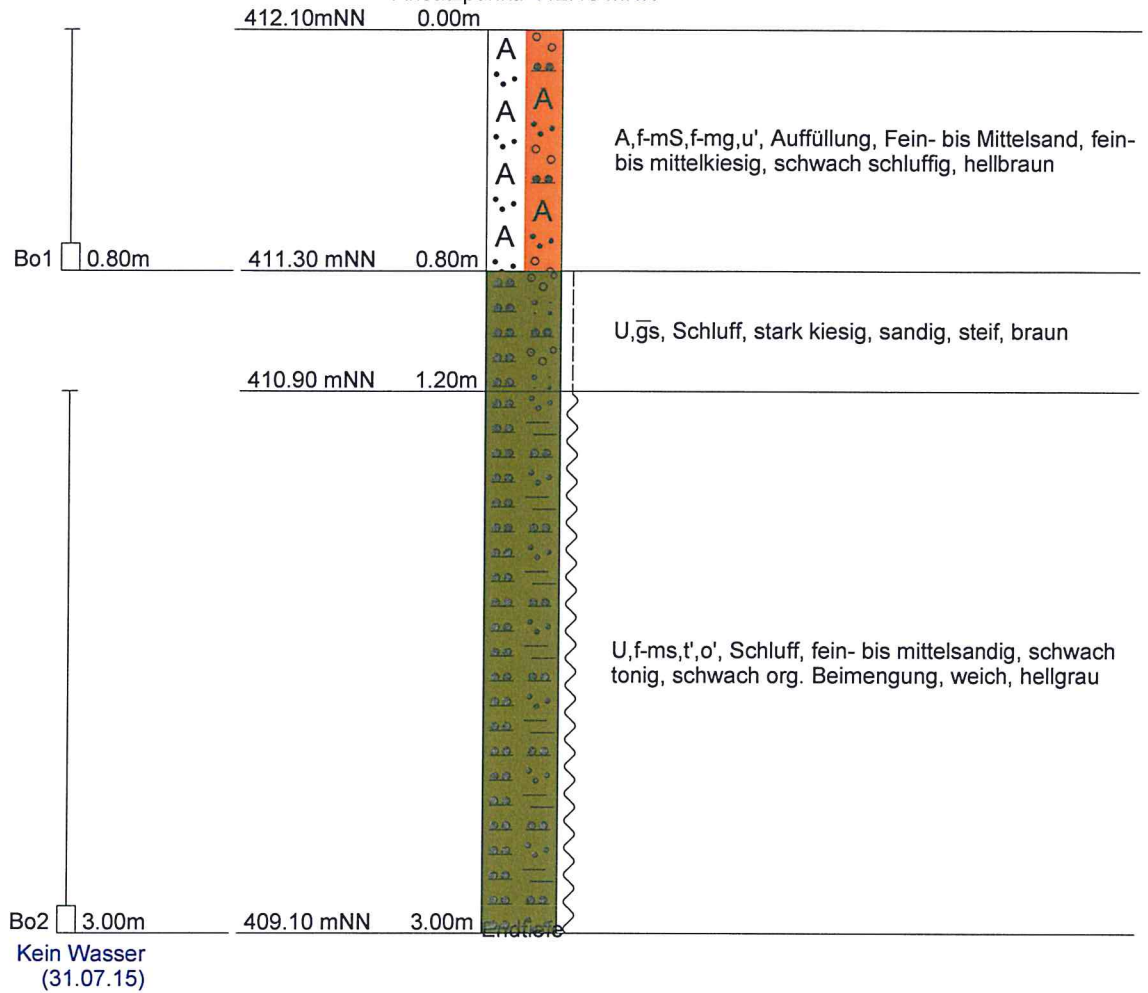 412.10mNN 0.00m
A
A
A
A
A
A
A,f-mS,f-mg,u', Auffüllung, Fein- bis Mittelsand, fein-
bis mittelkiesig, schwach schluffig, hellbraun
Bo1 0.80m 411.30 mNN 0.80m
U,g̅s, Schluff, stark kiesig, sandig, steif, braun
410.90 mNN 1.20m
U,f-ms,t',o', Schluff, fein- bis mittelsandig, schwach
tonig, schwach org. Beimengung, weich, hellgrau
Bo2 3.00m 409.10 mNN 3.00m Endtiefe
Kein Wasser
(31.07.15)